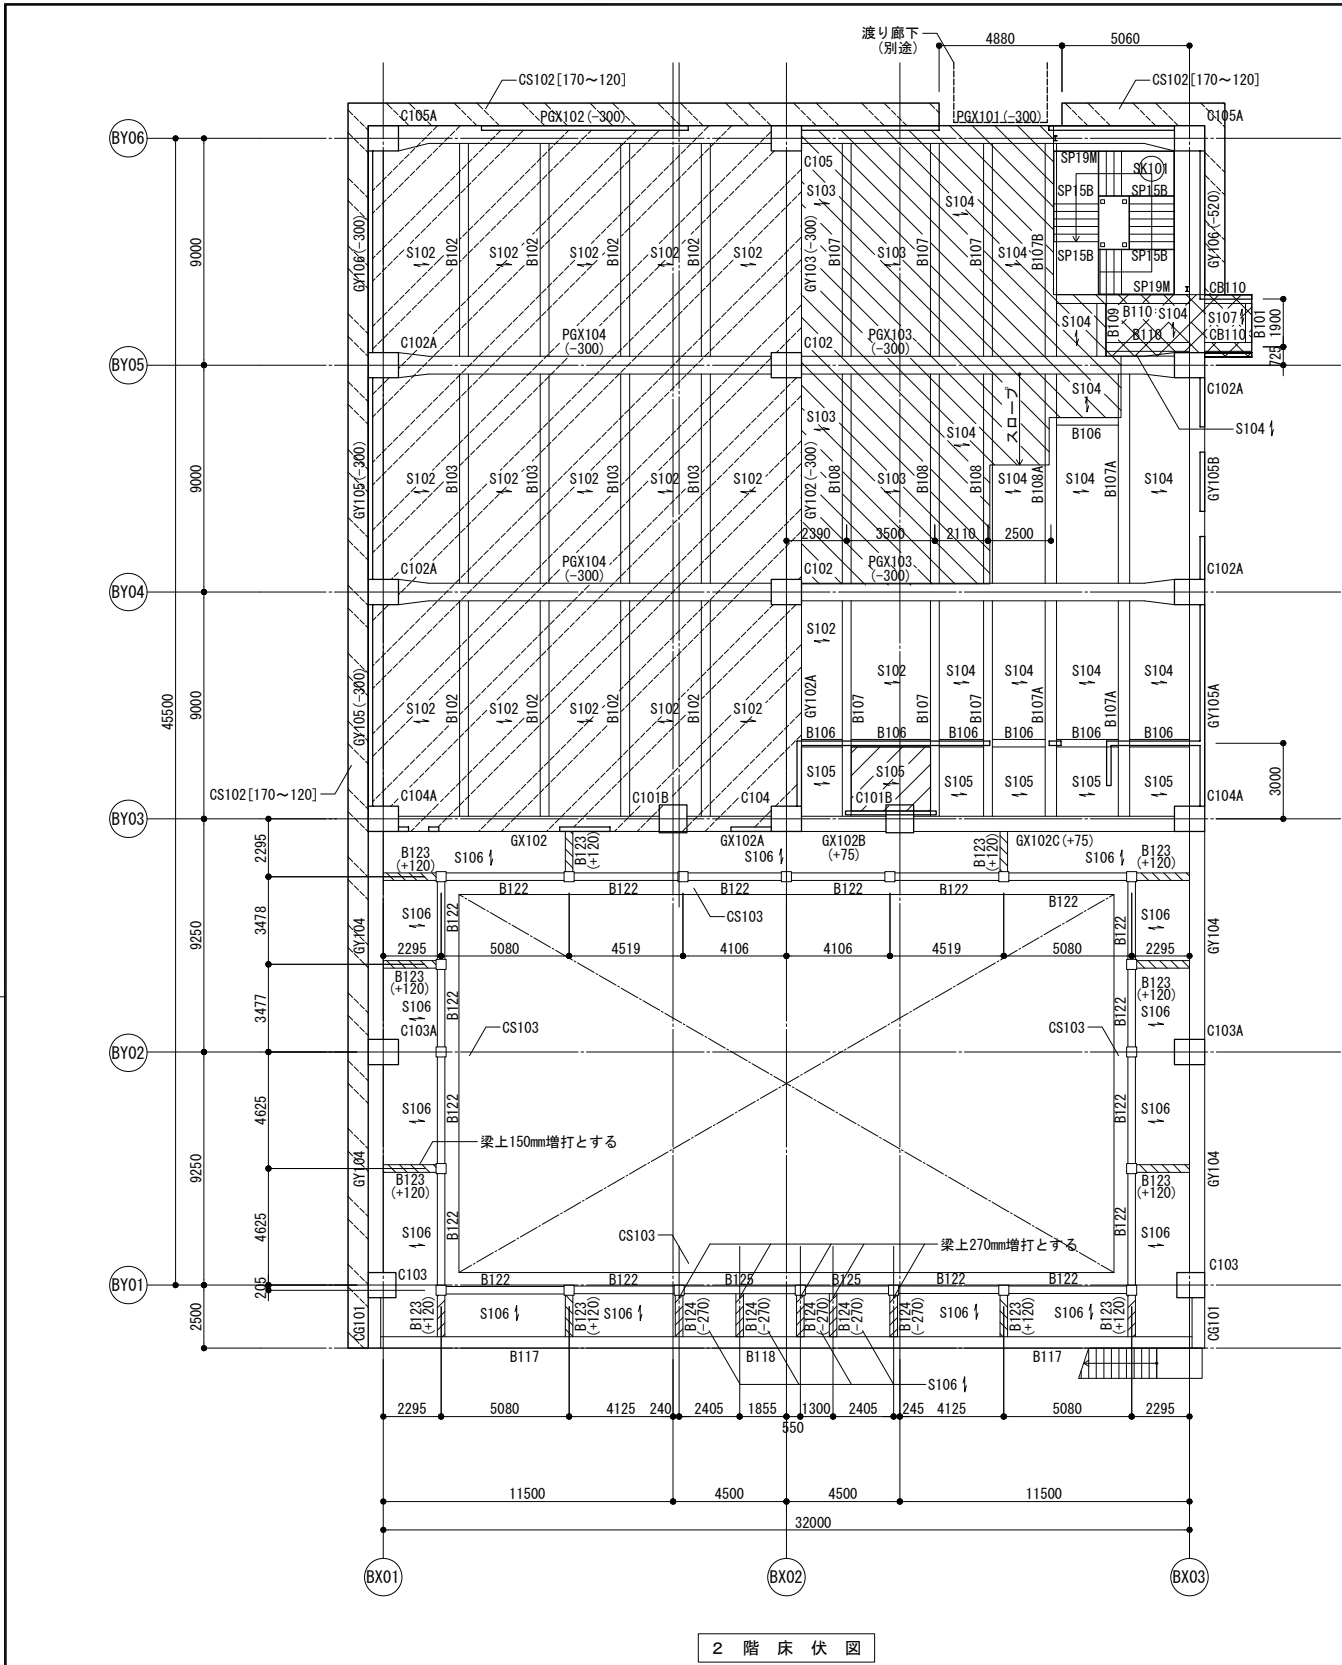 渡り廊下
(別途)
4880
5060
CS102[170～120]
CS102[170～120]
C105A
PGX102(-300)
PGX101(-300)
C105A
BY06
C105
SP19M
SK101
S103
SP15B
SP15B
S104
GY106(-300)
GY103(-300)
GY106(-520)
9000
S102
B102
S102
B102
S102
B102
S102
B102
S102
B107
S103
B107
B107
S104
B107B
SP15B
SP15B
SP19M
CB110
S104
B109
B110
S104
S107
B101
1900
PGX104
(-300)
PGX103
(-300)
B110
CB110
C102A
C102
725
BY05
C102A
S104
スロープ
S103
S104
B106
S104
GY105(-300)
GY102(-300)
9000
S102
B103
S102
B103
S102
B103
S102
B103
S102
B108
S103
B108
B108
S104
B108A
S104
B107A
S104
GY105B
2390
3500
2110
2500
C102A
PGX104
(-300)
C102
PGX103
(-300)
C102A
BY04
S102
45500
9000
GY105(-300)
S102
B102
S102
B102
S102
B102
S102
B102
S102
GY102A
B107
S102
B107
S104
B107
S104
B107A
S104
B107A
S104
GY105A
B106
B106
B106
B106
B106
B106
S105
S105
S105
S105
S105
S105
3000
CS102[170～120]
C104A
C101B
C104
C101B
C104A
BY03
2295
GX102
GX102A
GX102B
(+75)
GX102C(+75)
B123
(+120)
S106
B123
(+120)
S106
B123
(+120)
S106
B123
(+120)
B122
B122
B122
B122
B122
B122
CS103
3478
9250
GY104
S106
B122
B122
S106
GY104
2295
5080
4519
4106
4106
4519
5080
2295
B123
(+120)
B123
(+120)
3477
S106
B122
B122
S106
C103A
CS103
CS103
C103A
BY02
4625
S106
B122
B122
S106
梁上150mm増打とする
9250
GY104
GY104
B123
(+120)
B123
(+120)
4625
S106
B122
B122
S106
CS103
梁上270mm増打とする
C103
C103
BY01
205
B122
B122
B125
B125
B122
B122
2500
CG101
B123
(+120)
S106
B123
(+120)
S106
B124
(-270)
B124
(-270)
B124
(-270)
B124
(-270)
B124
(-270)
S106
B123
(+120)
S106
B123
(+120)
CG101
B117
B118
B117
S106
2295
5080
4125
240
2405
1855
1300
2405
245
4125
5080
2295
550
11500
4500
4500
11500
32000
BX01
BX02
BX03
2階床伏図